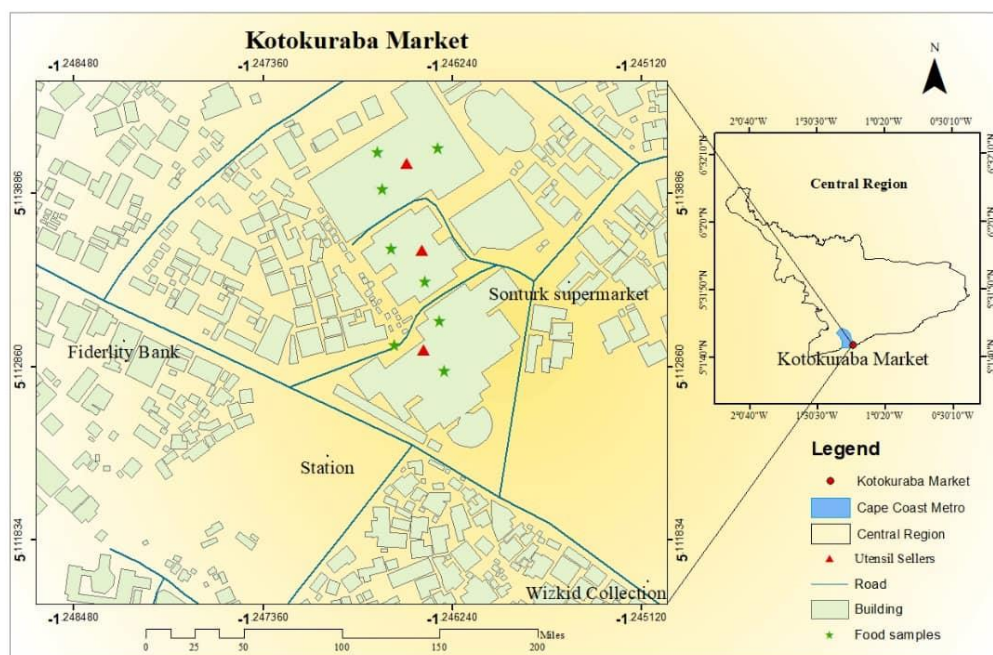 Kotokuraba Market
-1 248480
-1 247360
-1 246240
-1 245120
5 113886
5 112860
5 111834
5 113886
5 112860
5 111834
Sonturk supermarket
Fiderlity Bank
Station
Wizkid Collection
-1 248480
-1 247360
-1 246240
-1 245120
0 25 50 100 150 200 Miles
N
2°0'40"W 1°30'30"W 1°0'20"W 0°30'10"W
Central Region
Kotokuraba Market
2°0'40"W 1°30'30"W 1°0'20"W 0°30'10"W
Legend
Kotokuraba Market
Cape Coast Metro
Central Region
Utensil Sellers
Road
Building
Food samples